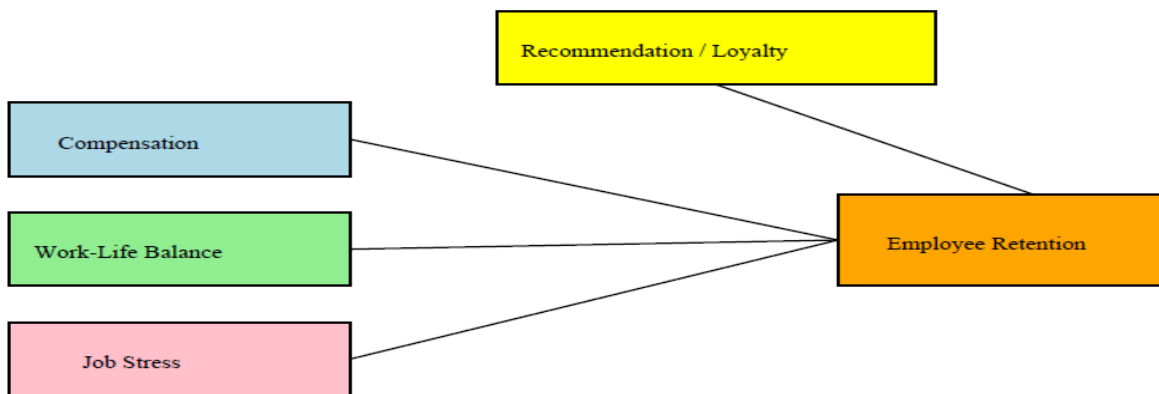 Recommendation / Loyalty
Compensation
Work-Life Balance
Employee Retention
Job Stress